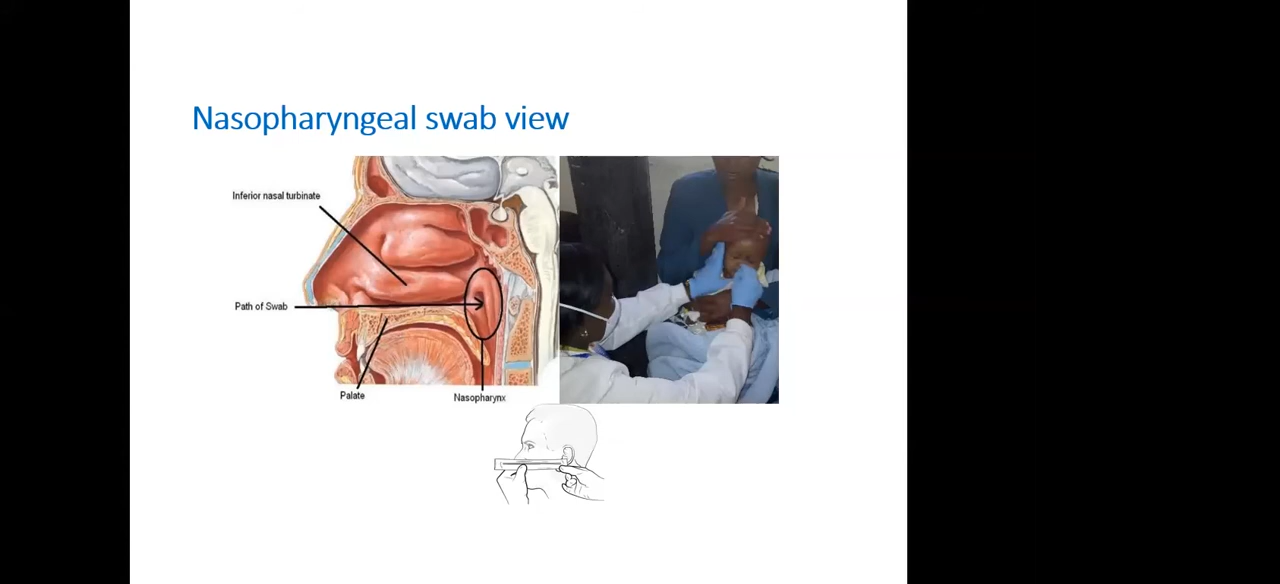 Nasopharyngeal swab view
Inferior nasal turbinate
Path of Swab
Palate
Nasopharynx